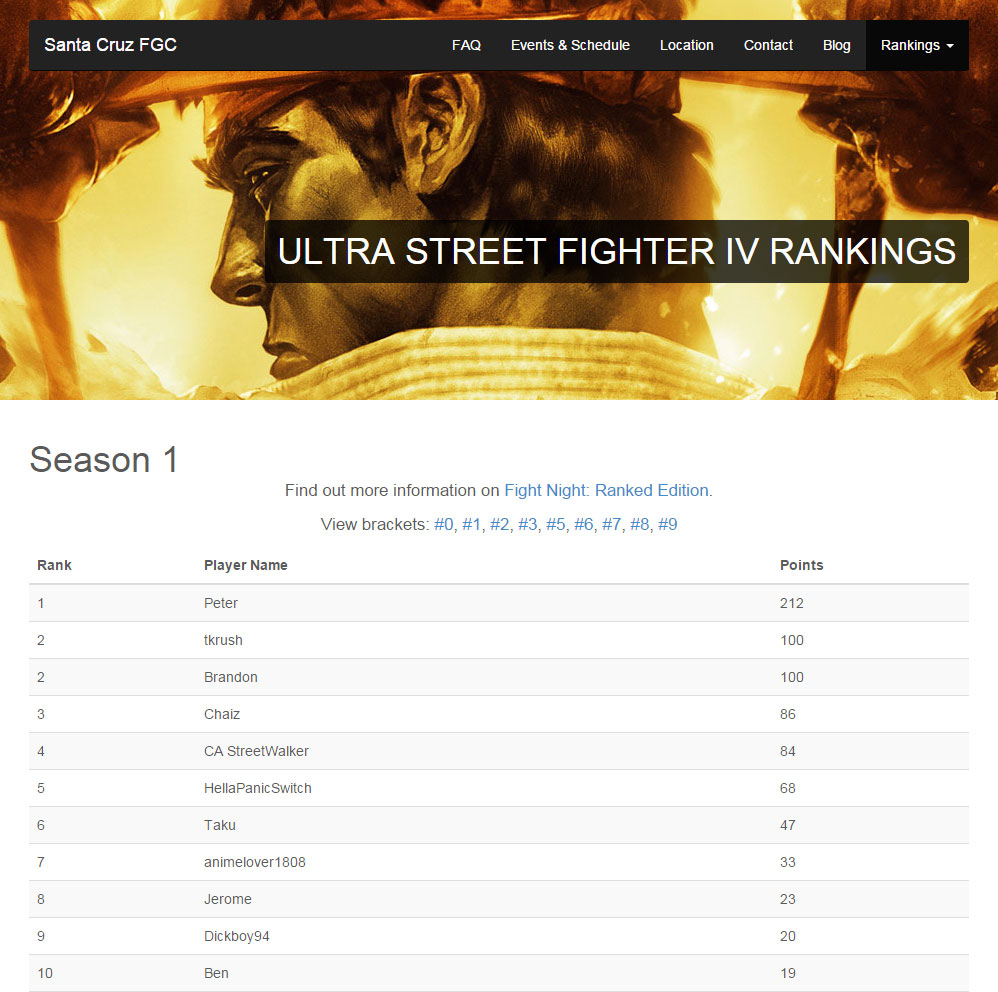 Santa Cruz FGC FAQ Events & Schedule Location Contact Blog Rankings
ULTRA STREET FIGHTER IV RANKINGS
Season 1
Find out more information on Fight Night: Ranked Edition.
View brackets: #0, #1, #2, #3, #5, #6, #7, #8, #9
Rank Player Name Points
1 Peter 212
2 tkrush 100
2 Brandon 100
3 Chaiz 86
4 CA StreetWalker 84
5 HellaPanicSwitch 68
6 Taku 47
7 animelover1808 33
8 Jerome 23
9 Dickboy94 20
10 Ben 19